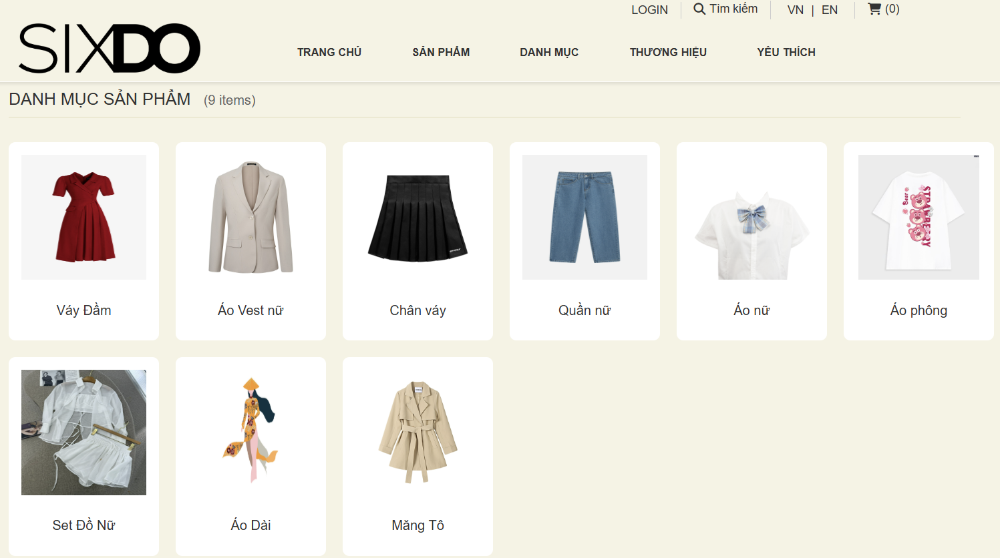 LOGIN
Tìm kiếm
VN | EN
(0)
SIXDO
TRANG CHỦ
SẢN PHẨM
DANH MỤC
THƯƠNG HIỆU
YÊU THÍCH
DANH MỤC SẢN PHẨM (9 items)
Bear
STRAWBERRY
Váy Đầm
Áo Vest nữ
Chân váy
Quần nữ
Áo nữ
Áo phông
Set Đồ Nữ
Áo Dài
Măng Tô